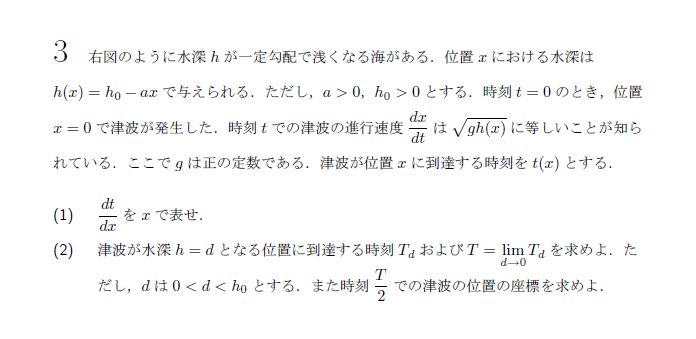 3 右図のように水深 h が一定勾配で浅くなる海がある．位置 x における水深は
h(x) = h₀ − ax で与えられる．ただし，a > 0，h₀ > 0 とする．時刻 t = 0 のとき，位置
x = 0 で津波が発生した．時刻 t での津波の進行速度 dx/dt は √gh(x) に等しいことが知ら
れている．ここで g は正の定数である．津波が位置 x に到達する時刻を t(x) とする．
(1) dt/dx を x で表せ．
(2) 津波が水深 h = d となる位置に到達する時刻 T_d および T = lim_{d→0} T_d を求めよ．た
だし，d は 0 < d < h₀ とする．また時刻 T/2 での津波の位置の座標を求めよ．